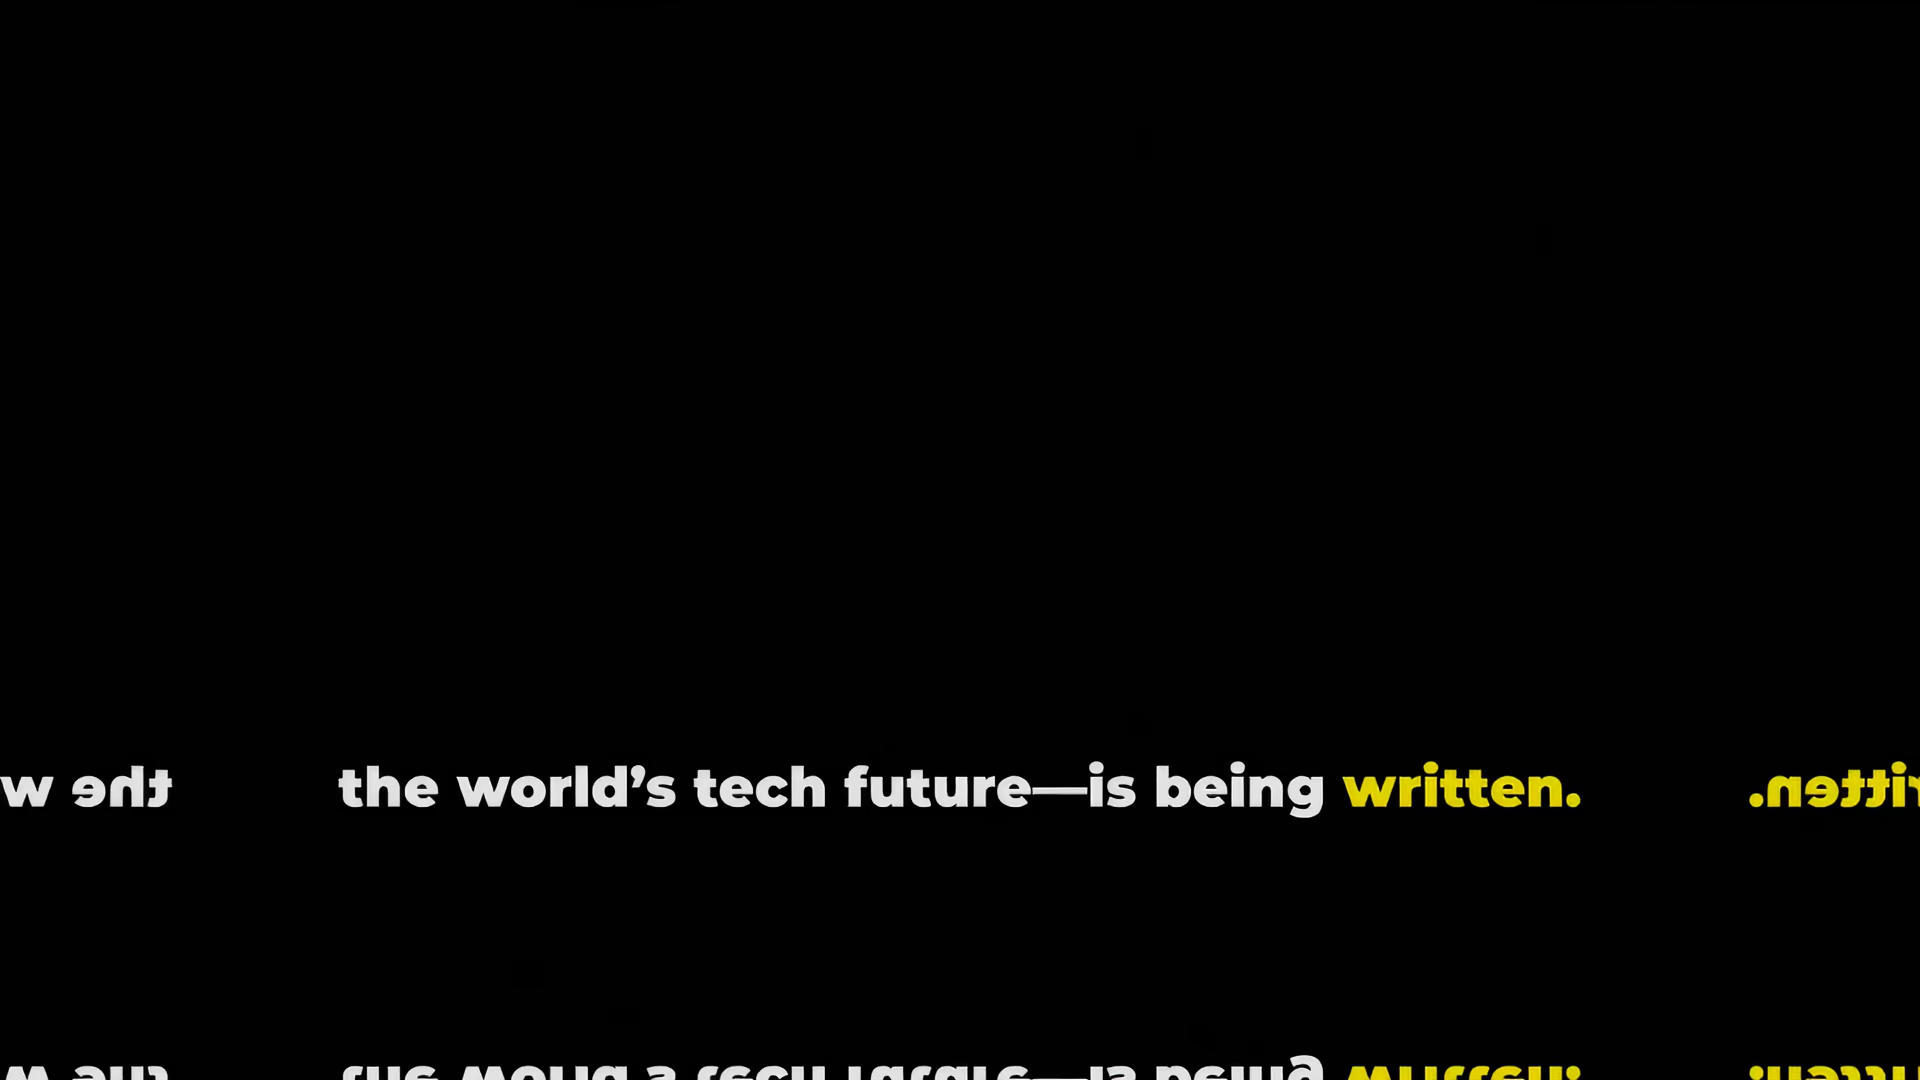 the world’s tech future—is being written.